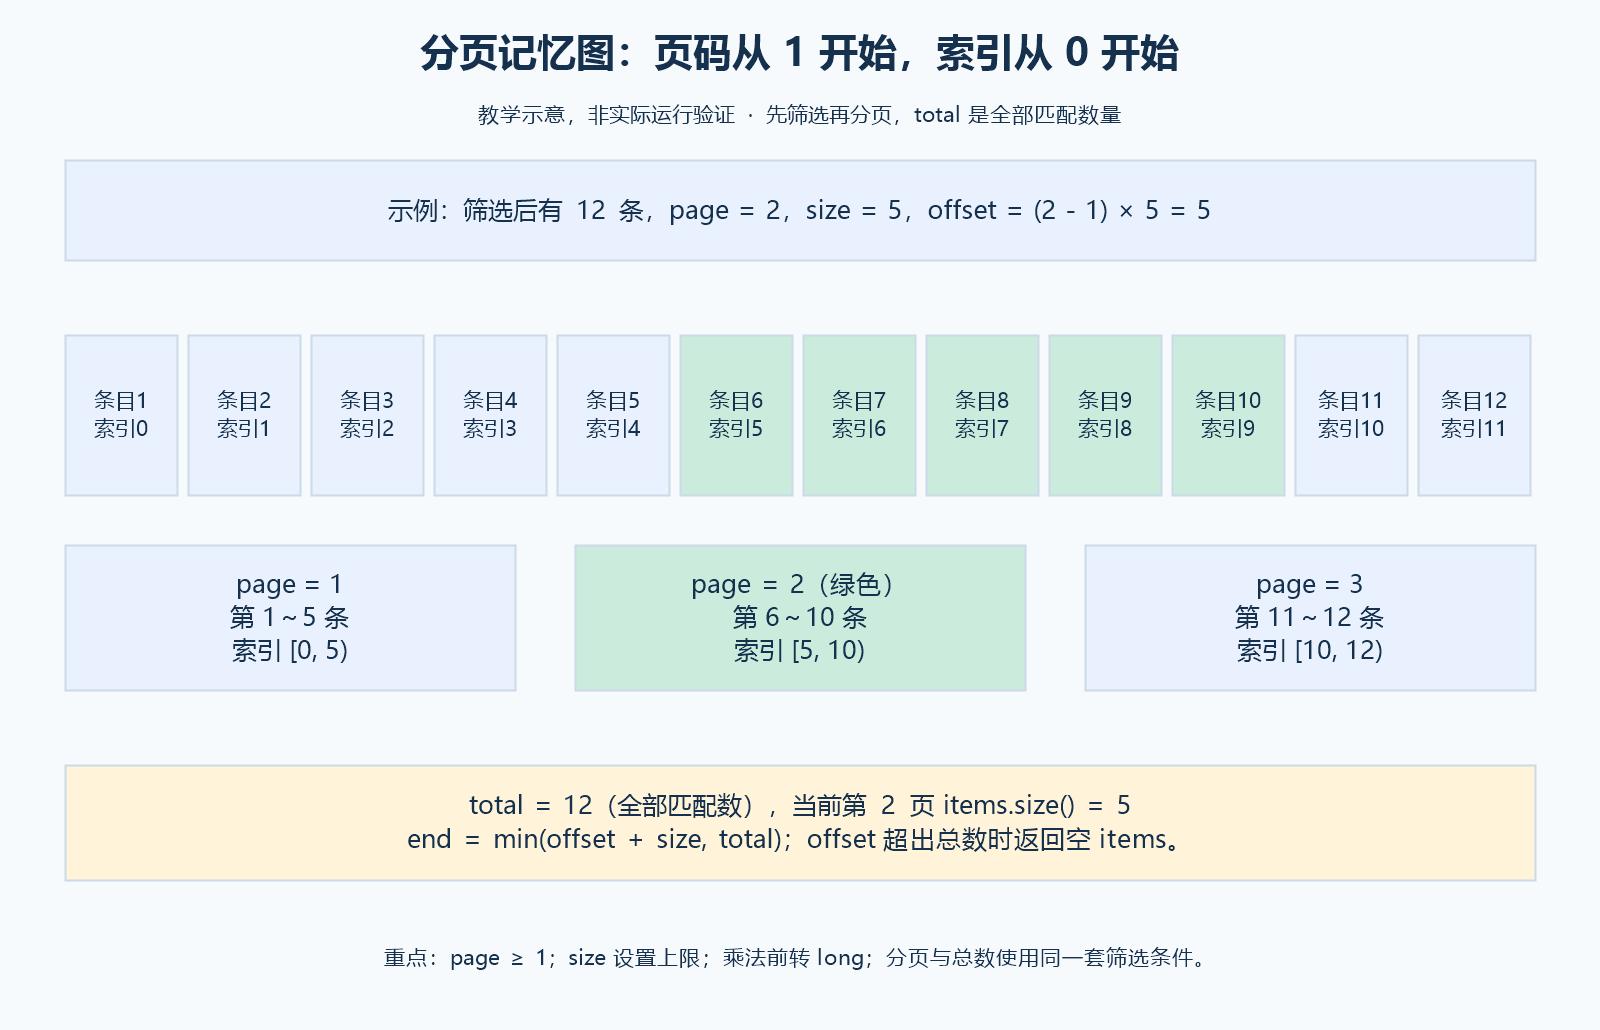 分页记忆图：页码从 1 开始，索引从 0 开始
教学示意，非实际运行验证 · 先筛选再分页，total 是全部匹配数量
示例：筛选后有 12 条，page = 2，size = 5，offset = (2 - 1) × 5 = 5
条目1
索引0
条目2
索引1
条目3
索引2
条目4
索引3
条目5
索引4
条目6
索引5
条目7
索引6
条目8
索引7
条目9
索引8
条目10
索引9
条目11
索引10
条目12
索引11
page = 1
第 1～5 条
索引 [0, 5)
page = 2（绿色）
第 6～10 条
索引 [5, 10)
page = 3
第 11～12 条
索引 [10, 12)
total = 12（全部匹配数），当前第 2 页 items.size() = 5
end = min(offset + size, total)；offset 超出总数时返回空 items。
重点：page ≥ 1；size 设置上限；乘法前转 long；分页与总数使用同一套筛选条件。